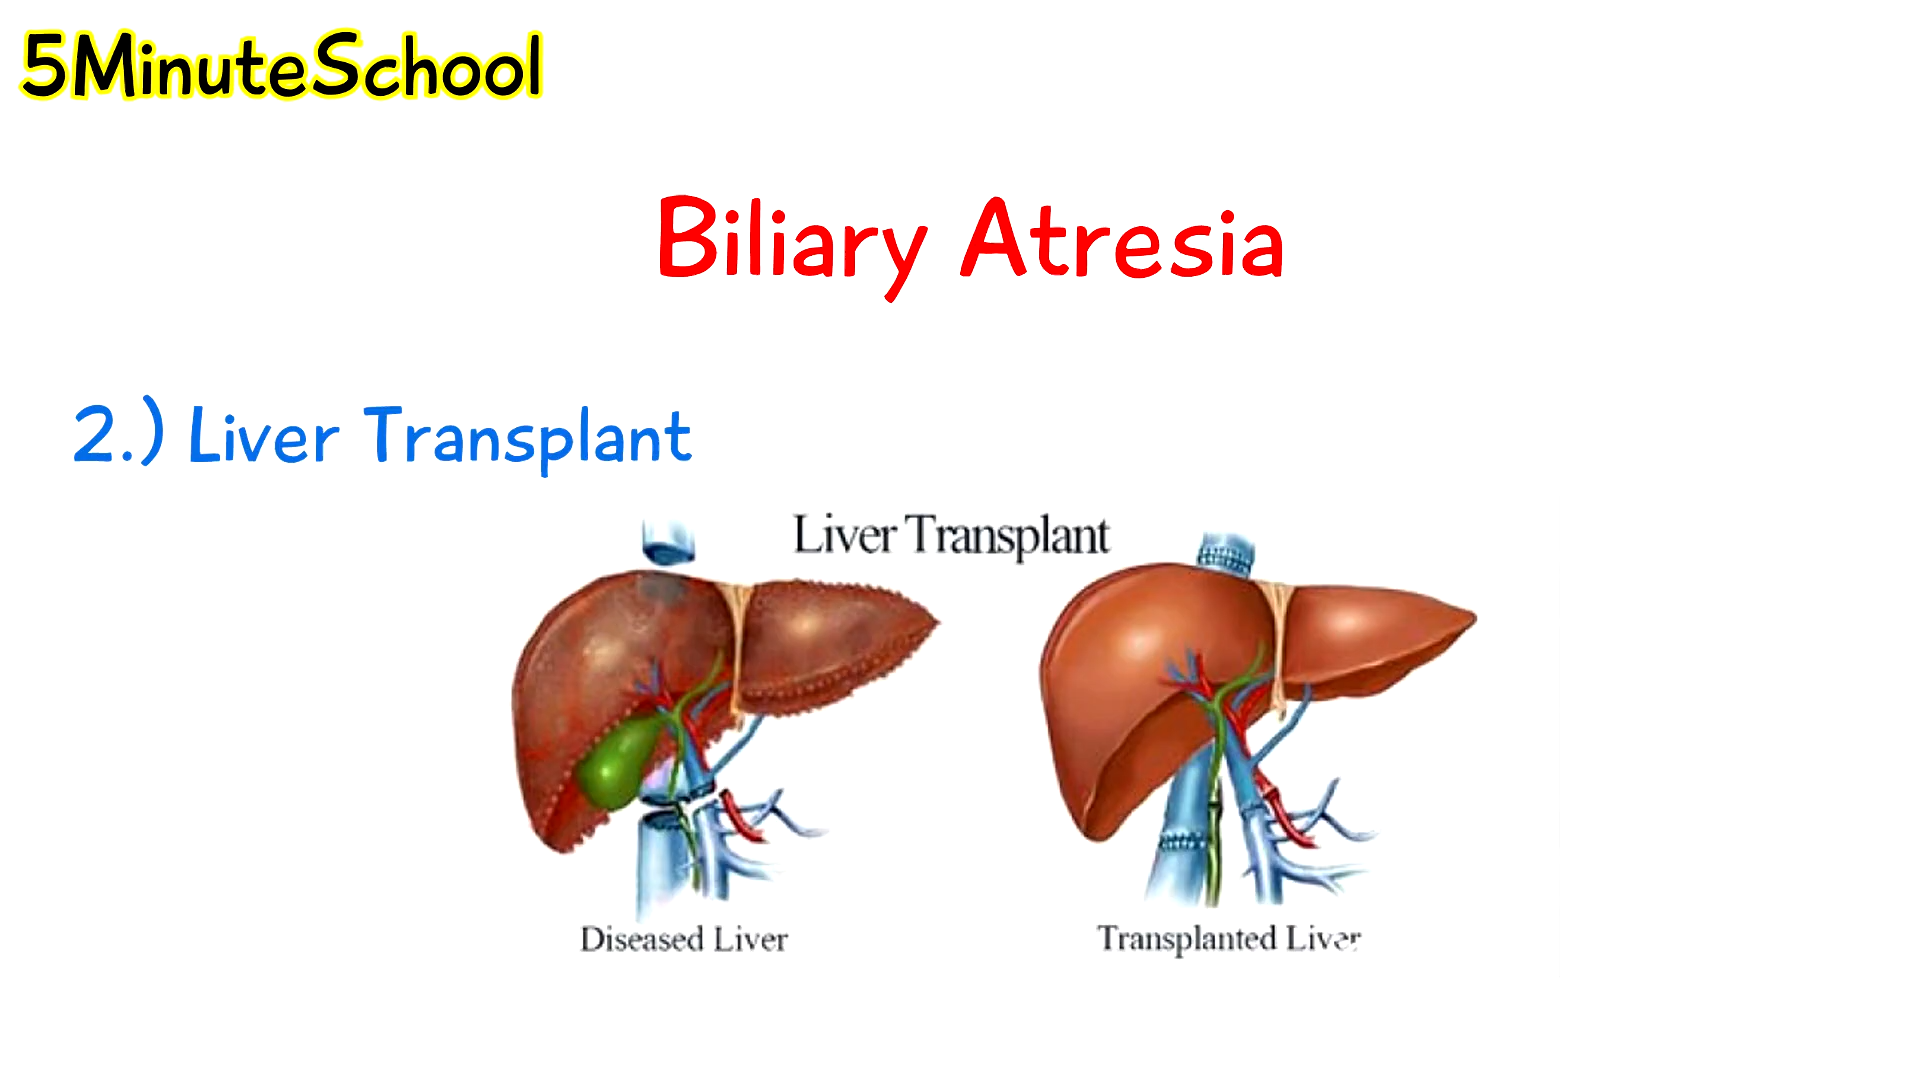 5MinuteSchool
Biliary Atresia
2.) Liver Transplant
Liver Transplant
Diseased Liver
Transplanted Liver